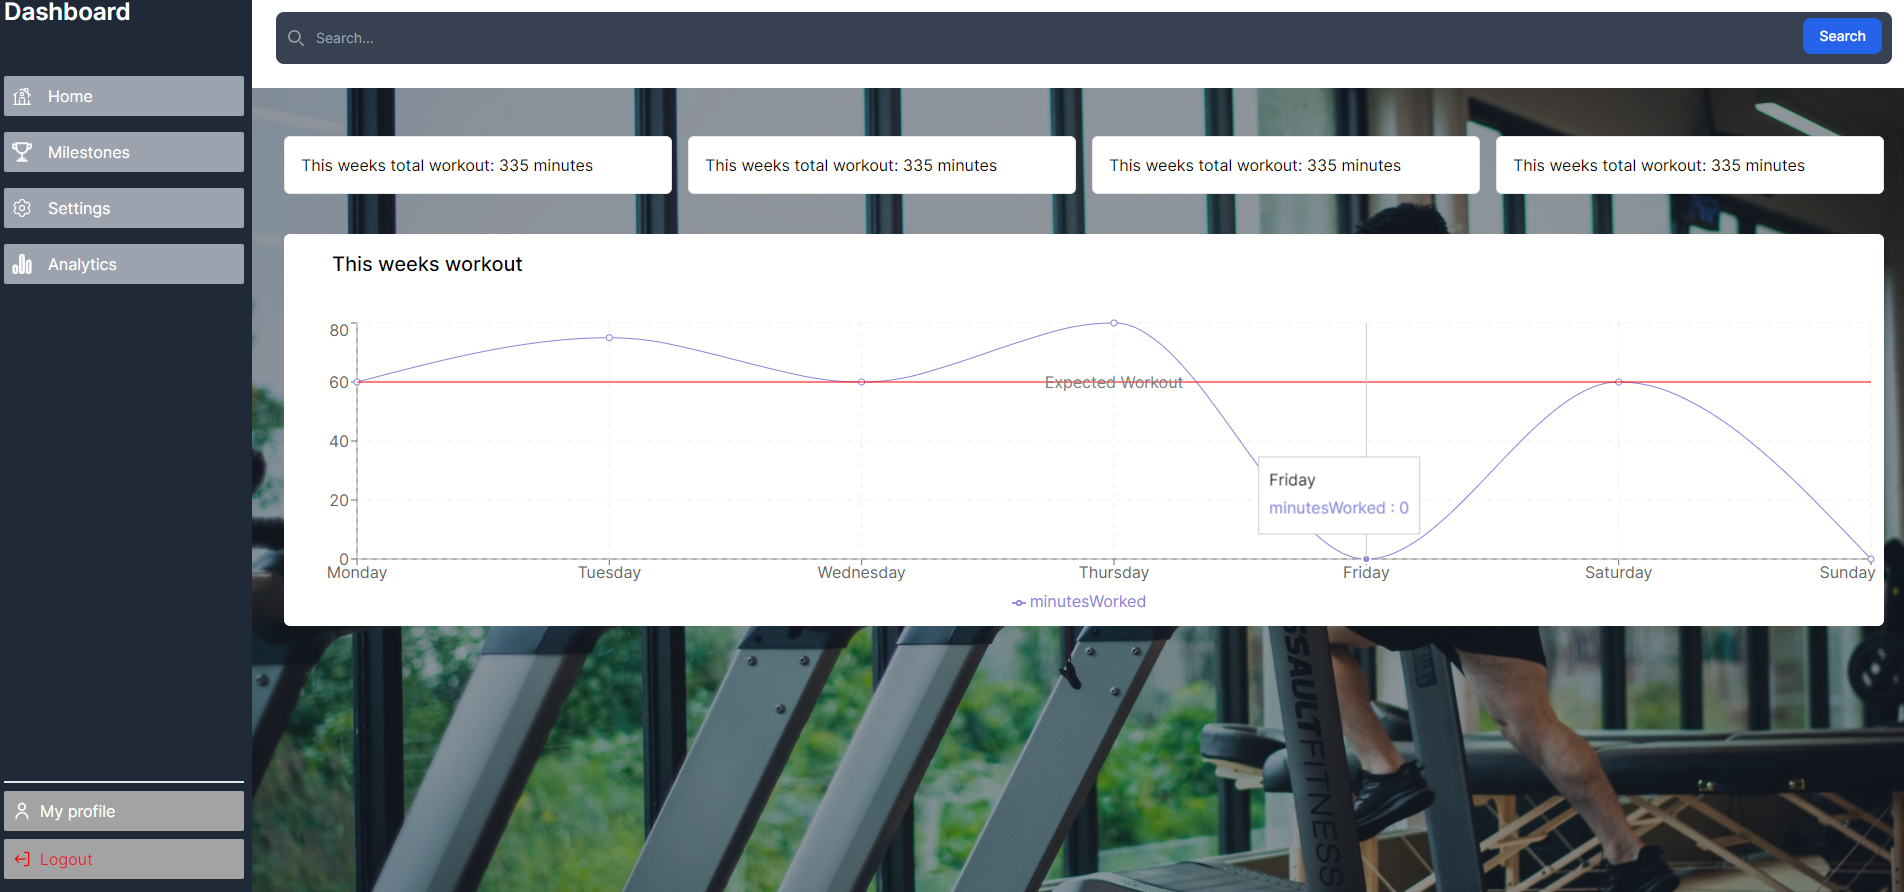 Dashboard
Search...
Search
Home
Milestones
Settings
Analytics
This weeks total workout: 335 minutes
This weeks total workout: 335 minutes
This weeks total workout: 335 minutes
This weeks total workout: 335 minutes
This weeks workout
80
60
40
20
0
Expected Workout
Friday
minutesWorked : 0
Monday
Tuesday
Wednesday
Thursday
Friday
Saturday
Sunday
minutesWorked
SSAULTFITNESS
My profile
Logout